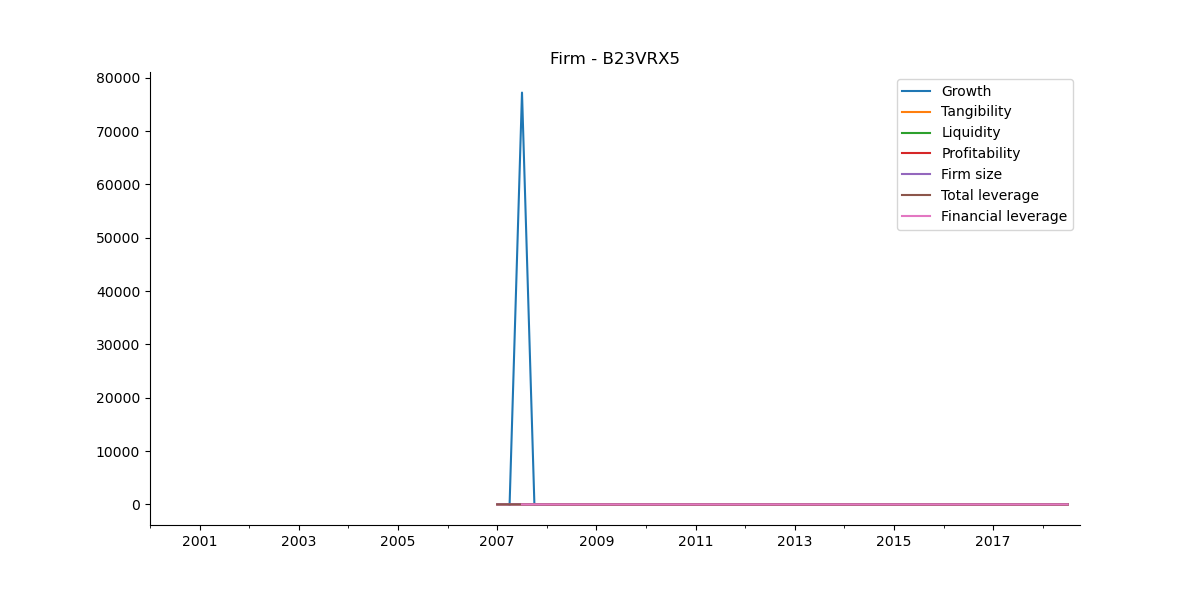 Firm - B23VRX5
80000
70000
60000
50000
40000
30000
20000
10000
0
Growth
Tangibility
Liquidity
Profitability
Firm size
Total leverage
Financial leverage
2001 2003 2005 2007 2009 2011 2013 2015 2017